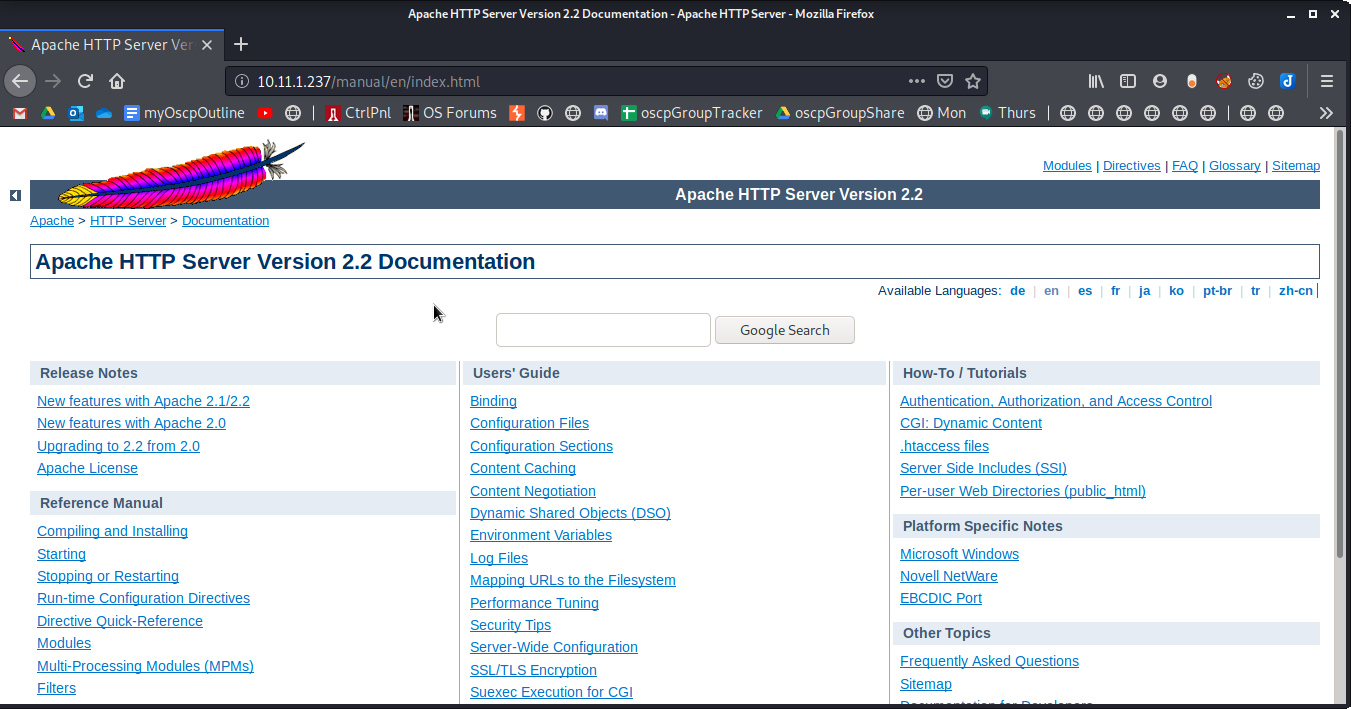 Apache HTTP Server Version 2.2 Documentation - Apache HTTP Server - Mozilla Firefox
Apache HTTP Server Ver
10.11.1.237/manual/en/index.html
myOscpOutline CtrlPnl OS Forums oscpGroupTracker oscpGroupShare Mon Thurs
Modules | Directives | FAQ | Glossary | Sitemap
Apache HTTP Server Version 2.2
Apache > HTTP Server > Documentation
Apache HTTP Server Version 2.2 Documentation
Available Languages: de | en | es | fr | ja | ko | pt-br | tr | zh-cn |
Google Search
Release Notes
New features with Apache 2.1/2.2
New features with Apache 2.0
Upgrading to 2.2 from 2.0
Apache License
Reference Manual
Compiling and Installing
Starting
Stopping or Restarting
Run-time Configuration Directives
Directive Quick-Reference
Modules
Multi-Processing Modules (MPMs)
Filters
Users' Guide
Binding
Configuration Files
Configuration Sections
Content Caching
Content Negotiation
Dynamic Shared Objects (DSO)
Environment Variables
Log Files
Mapping URLs to the Filesystem
Performance Tuning
Security Tips
Server-Wide Configuration
SSL/TLS Encryption
Suexec Execution for CGI
How-To / Tutorials
Authentication, Authorization, and Access Control
CGI: Dynamic Content
.htaccess files
Server Side Includes (SSI)
Per-user Web Directories (public_html)
Platform Specific Notes
Microsoft Windows
Novell NetWare
EBCDIC Port
Other Topics
Frequently Asked Questions
Sitemap
Documentation for Developers